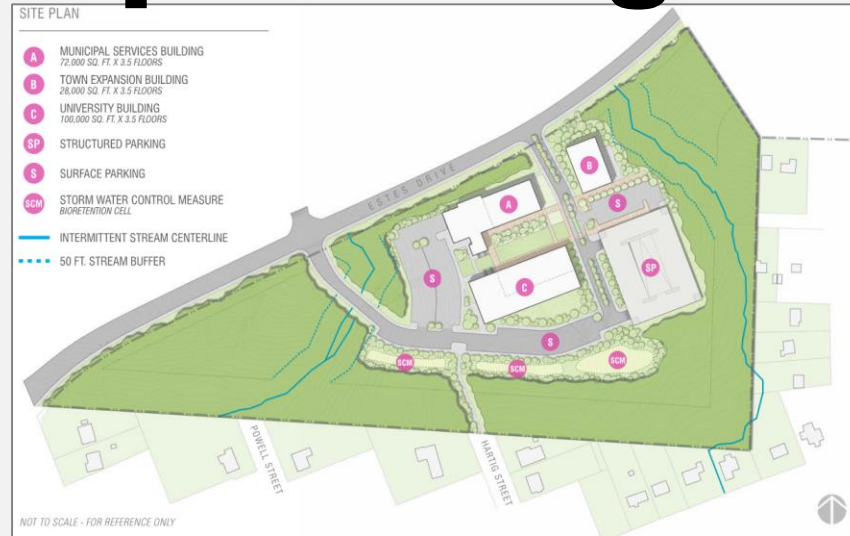 SITE PLAN
A
MUNICIPAL SERVICES BUILDING
72,000 SQ. FT. X 3.5 FLOORS
B
TOWN EXPANSION BUILDING
28,000 SQ. FT. X 3.5 FLOORS
C
UNIVERSITY BUILDING
100,000 SQ. FT. X 3.5 FLOORS
SP
STRUCTURED PARKING
S
SURFACE PARKING
SCM
STORM WATER CONTROL MEASURE
BIORETENTION CELL
INTERMITTENT STREAM CENTERLINE
50 FT. STREAM BUFFER
ESTES DRIVE
B
A
S
S
SP
C
S
SCM
SCM
SCM
POWELL STREET
HARTIG STREET
NOT TO SCALE - FOR REFERENCE ONLY